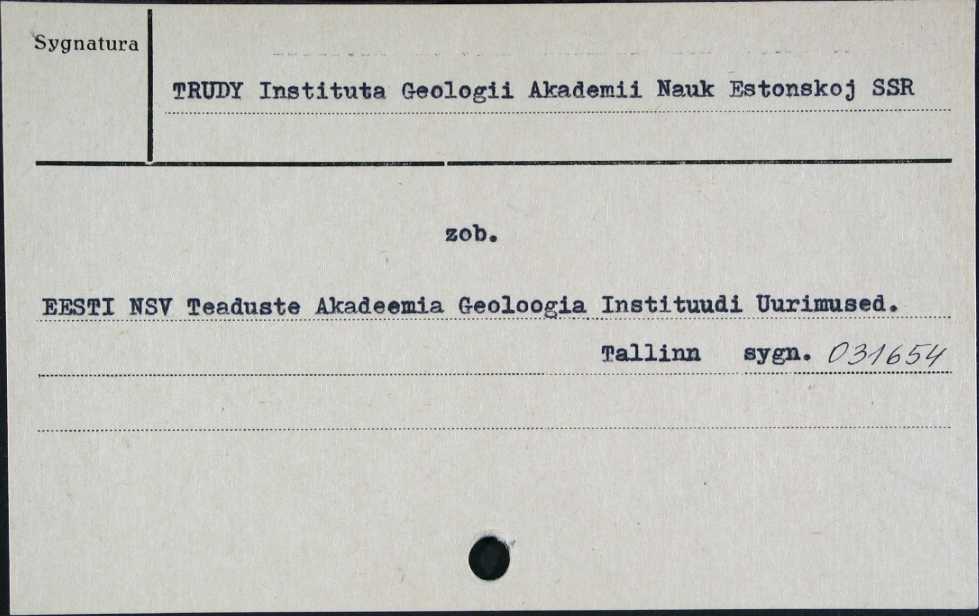 Sygnatura
TRUDY Instituta Geologii Akademii Nauk Estonskoj SSR
zob.
EESTI NSV Teaduste Akadeemia Geoloogia Instituudi Uurimused.
Tallinn sygn. 031654